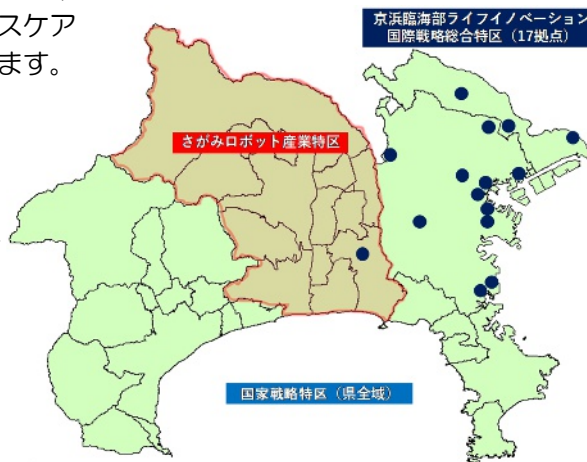 スケア
ます。
京浜臨海部ライフイノベーション
国際戦略総合特区（17拠点）
さがみロボット産業特区
国家戦略特区（県全域）